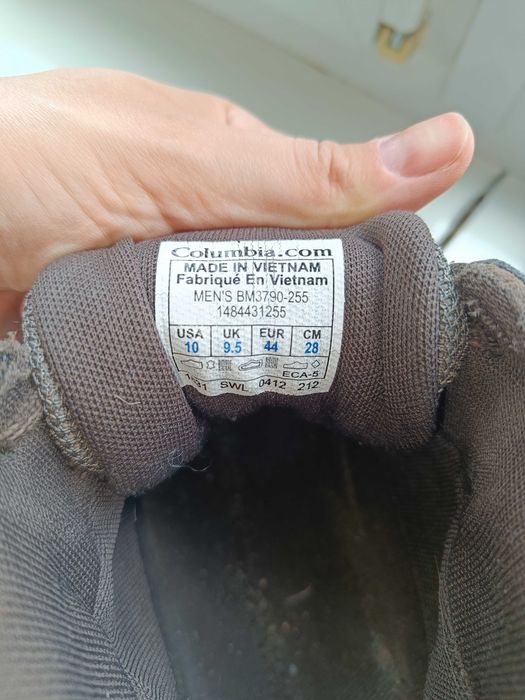 Columbia.com
MADE IN VIETNAM
Fabriqué En Vietnam
MEN'S BM3790-255
1484431255
USA UK EUR CM
10 9.5 44 28
ECA-5
SWL 0412 212